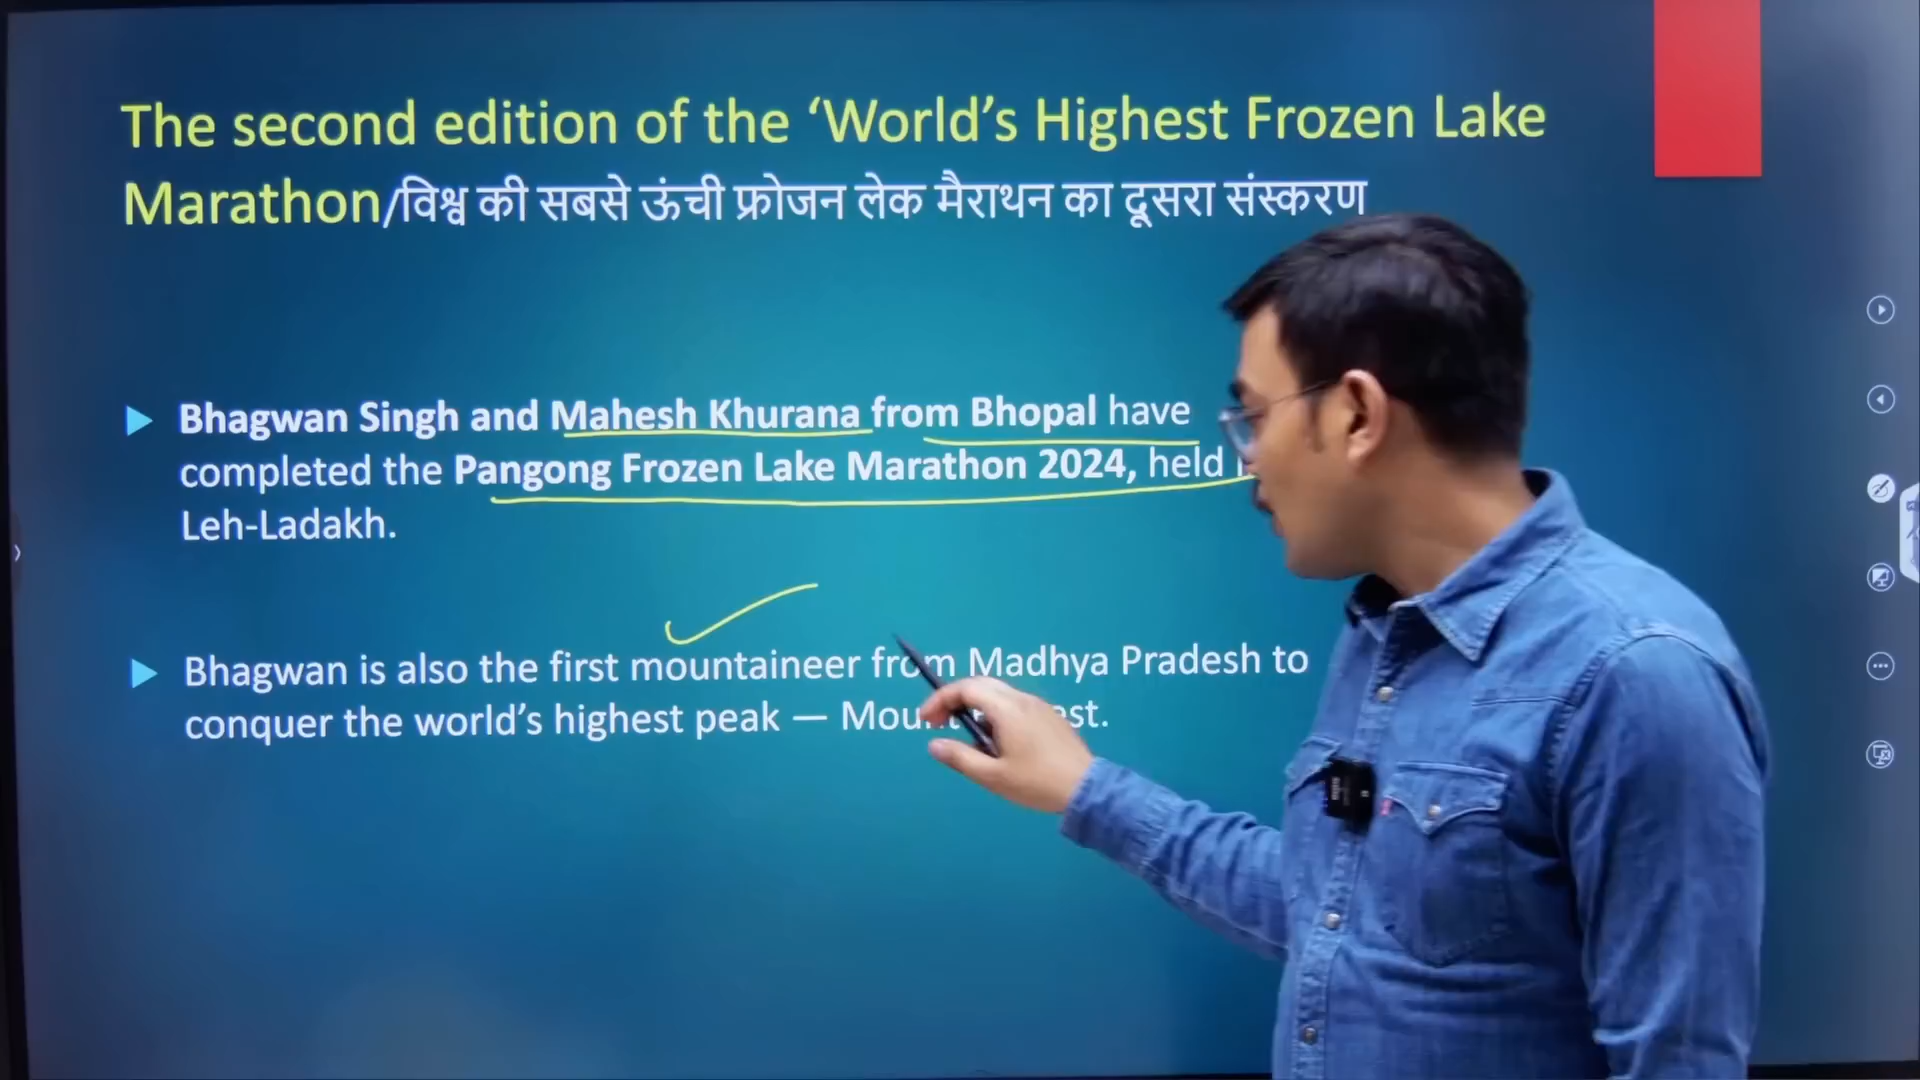 The second edition of the ‘World’s Highest Frozen Lake
Marathon/विश्व की सबसे ऊंची फ्रोजन लेक मैराथन का दूसरा संस्करण
Bhagwan Singh and Mahesh Khurana from Bhopal have
completed the Pangong Frozen Lake Marathon 2024, held
Leh-Ladakh.
Bhagwan is also the first mountaineer from Madhya Pradesh to
conquer the world’s highest peak —